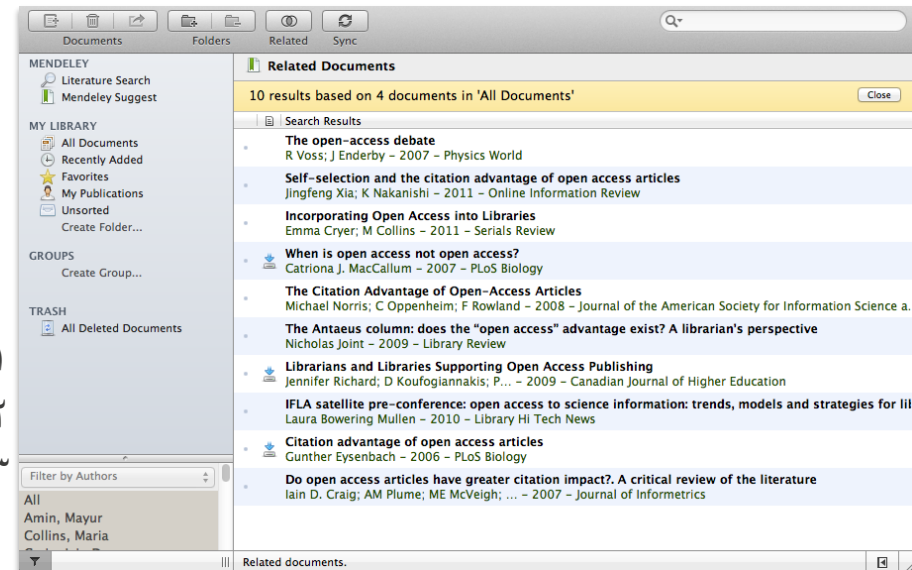 Documents
Folders
Related
Sync
MENDELEY
Literature Search
Mendeley Suggest
MY LIBRARY
All Documents
Recently Added
Favorites
My Publications
Unsorted
Create Folder...
GROUPS
Create Group...
TRASH
All Deleted Documents
Filter by Authors
All
Amin, Mayur
Collins, Maria
Related Documents
10 results based on 4 documents in 'All Documents'
Close
Search Results
The open-access debate
R Voss; J Enderby - 2007 - Physics World
Self-selection and the citation advantage of open access articles
Jingfeng Xia; K Nakanishi - 2011 - Online Information Review
Incorporating Open Access into Libraries
Emma Cryer; M Collins - 2011 - Serials Review
When is open access not open access?
Catriona J. MacCallum - 2007 - PLoS Biology
The Citation Advantage of Open-Access Articles
Michael Norris; C Oppenheim; F Rowland - 2008 - Journal of the American Society for Information Science a..
The Antaeus column: does the “open access” advantage exist? A librarian's perspective
Nicholas Joint - 2009 - Library Review
Librarians and Libraries Supporting Open Access Publishing
Jennifer Richard; D Koufogiannakis; P... - 2009 - Canadian Journal of Higher Education
IFLA satellite pre-conference: open access to science information: trends, models and strategies for lib
Laura Bowering Mullen - 2010 - Library Hi Tech News
Citation advantage of open access articles
Gunther Eysenbach - 2006 - PLoS Biology
Do open access articles have greater citation impact?. A critical review of the literature
Iain D. Craig; AM Plume; ME McVeigh; ... - 2007 - Journal of Informetrics
Related documents.